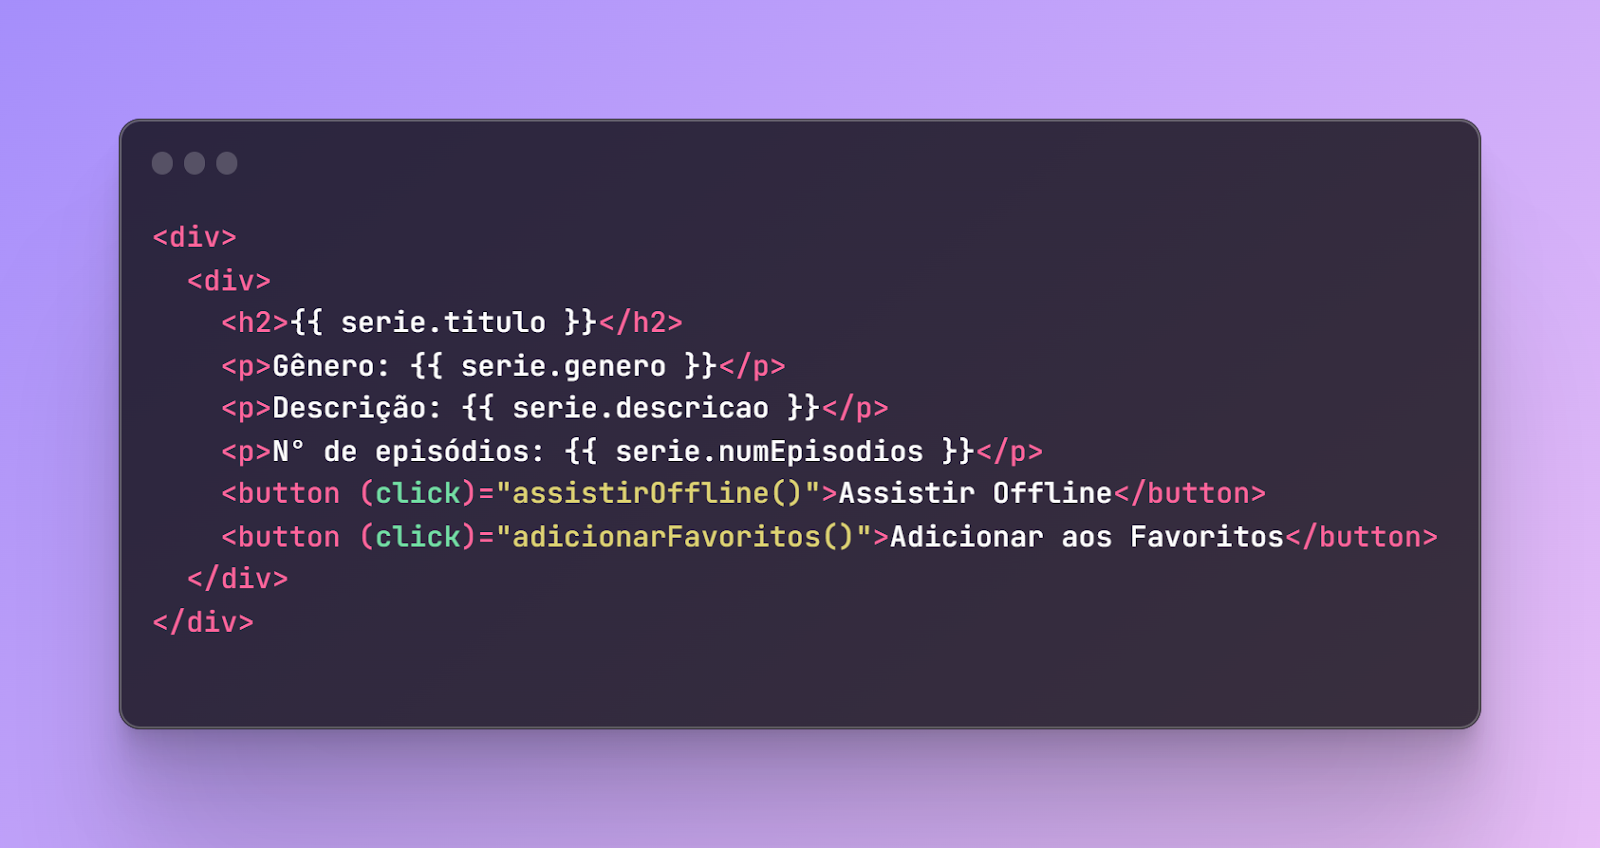 <div>
  <div>
    <h2>{{ serie.titulo }}</h2>
    <p>Gênero: {{ serie.genero }}</p>
    <p>Descrição: {{ serie.descricao }}</p>
    <p>N° de episódios: {{ serie.numEpisodios }}</p>
    <button (click)="assistirOffline()">Assistir Offline</button>
    <button (click)="adicionarFavoritos()">Adicionar aos Favoritos</button>
  </div>
</div>